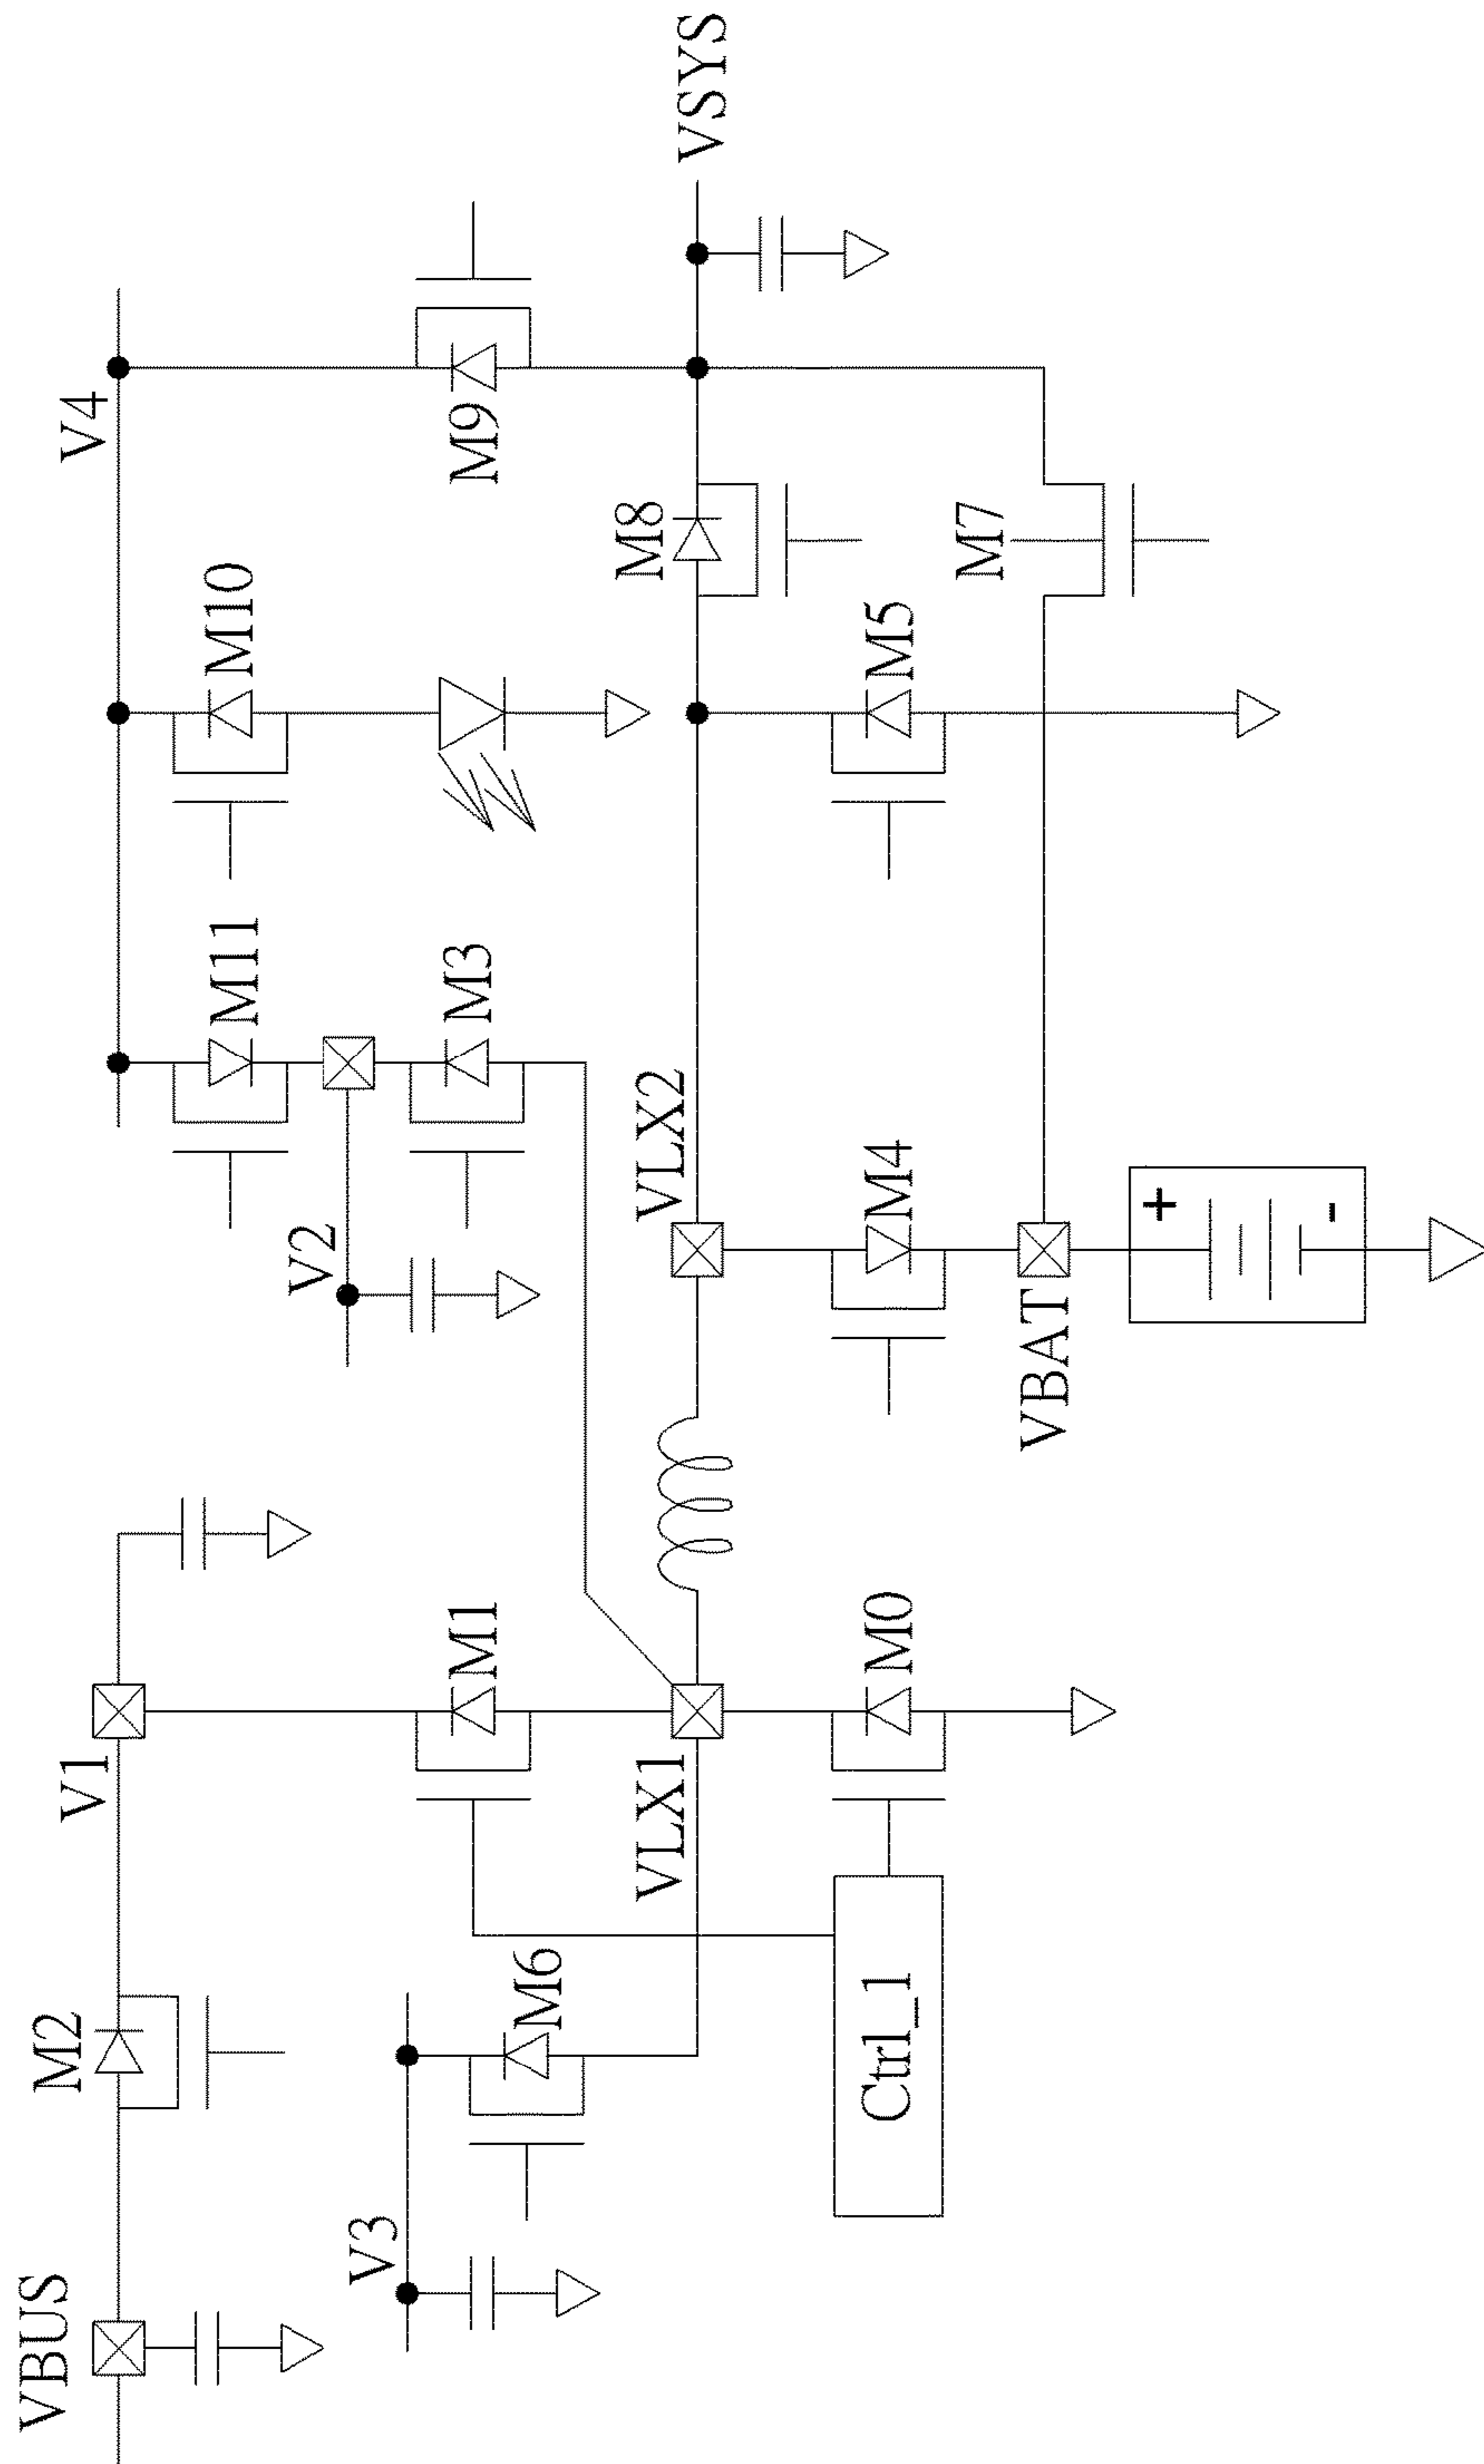 VBUS
M2
V1
V4
V3
M6
M1
V2
M11
M3
M10
M9
VLX1
VLX2
M8
VSYS
Ctrl_1
M0
M4
M5
VBAT
M7
+
-